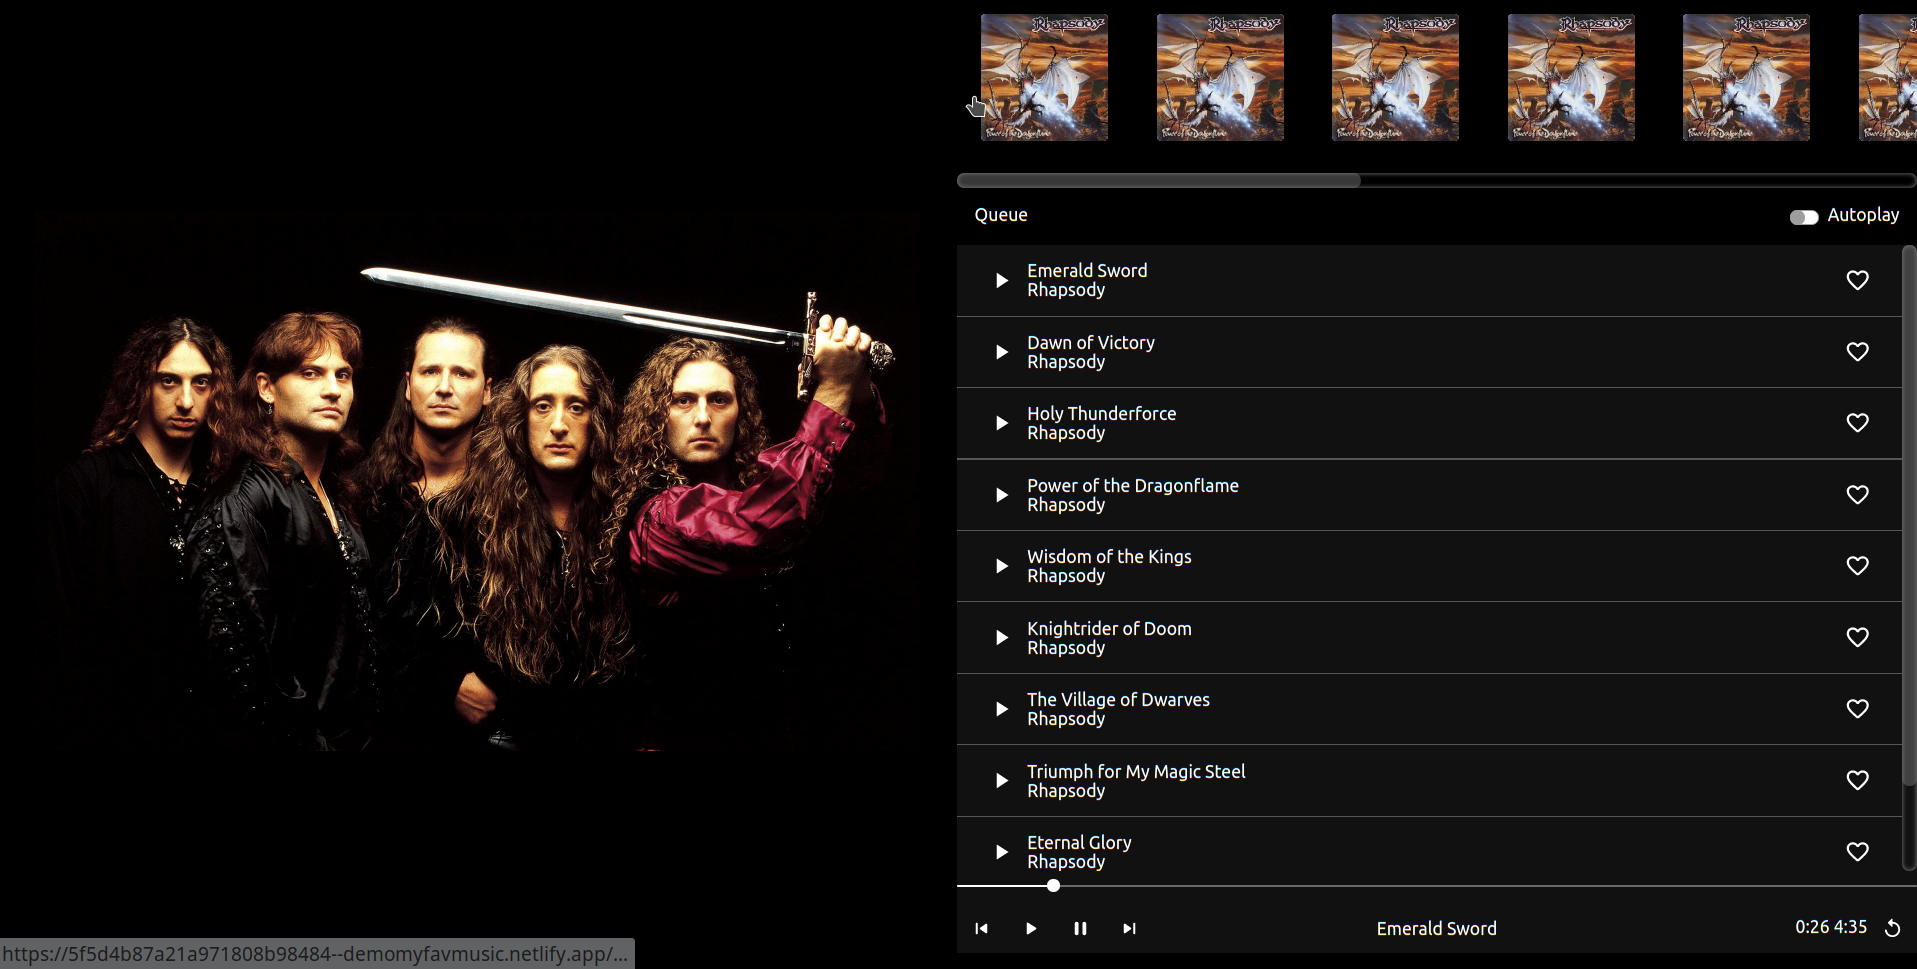 Rhapsody
Power of the Dragonflame
Rhapsody
Power of the Dragonflame
Rhapsody
Power of the Dragonflame
Rhapsody
Power of the Dragonflame
Rhapsody
Power of the Dragonflame
Queue
Autoplay
Emerald Sword
Rhapsody
Dawn of Victory
Rhapsody
Holy Thunderforce
Rhapsody
Power of the Dragonflame
Rhapsody
Wisdom of the Kings
Rhapsody
Knightrider of Doom
Rhapsody
The Village of Dwarves
Rhapsody
Triumph for My Magic Steel
Rhapsody
Eternal Glory
Rhapsody
Emerald Sword
0:26 4:35
https://5f5d4b87a21a971808b98484--demomyfavmusic.netlify.app/...